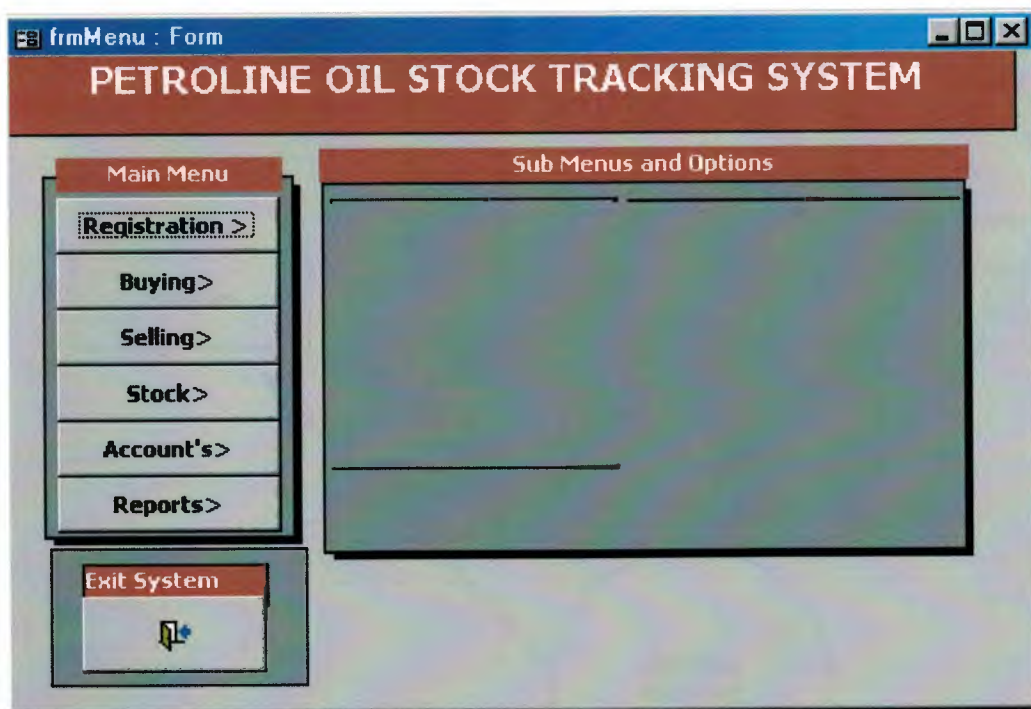 frmMenu : Form
PETROLINE OIL STOCK TRACKING SYSTEM
Main Menu
Registration >
Buying>
Selling>
Stock>
Account's>
Reports>
Exit System
Sub Menus and Options